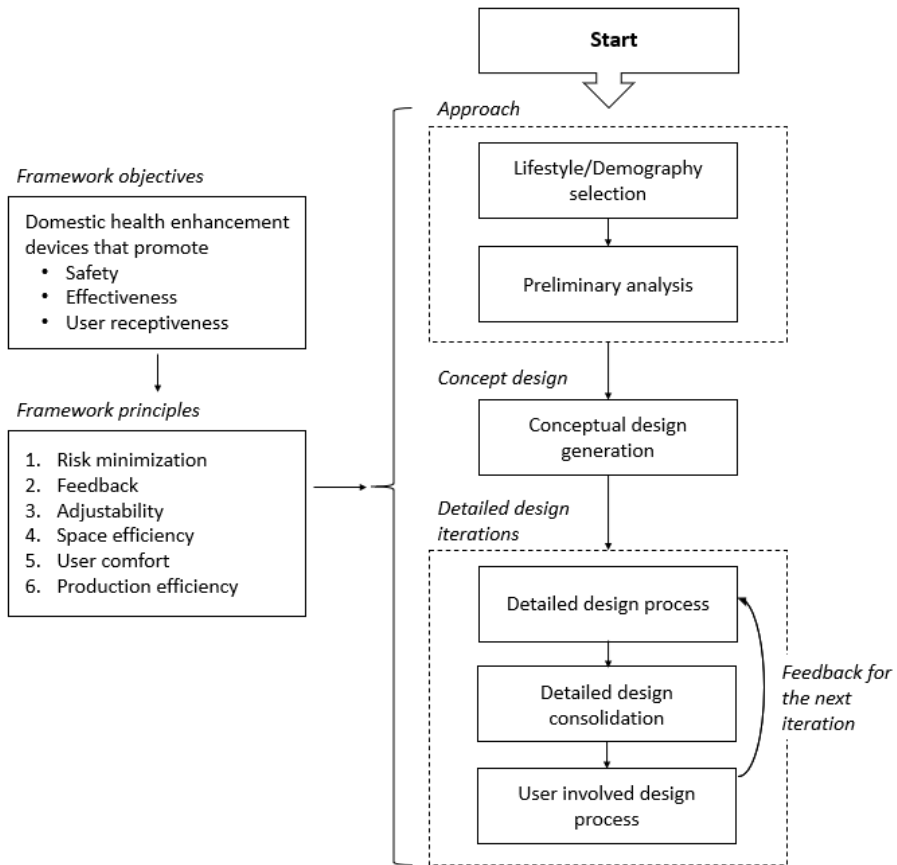 Start
Approach
Lifestyle/Demography
selection
Preliminary analysis
Framework objectives
Domestic health enhancement
devices that promote
• Safety
• Effectiveness
• User receptiveness
Framework principles
1. Risk minimization
2. Feedback
3. Adjustability
4. Space efficiency
5. User comfort
6. Production efficiency
Concept design
Conceptual design
generation
Detailed design
iterations
Detailed design process
Detailed design
consolidation
User involved design
process
Feedback for
the next
iteration